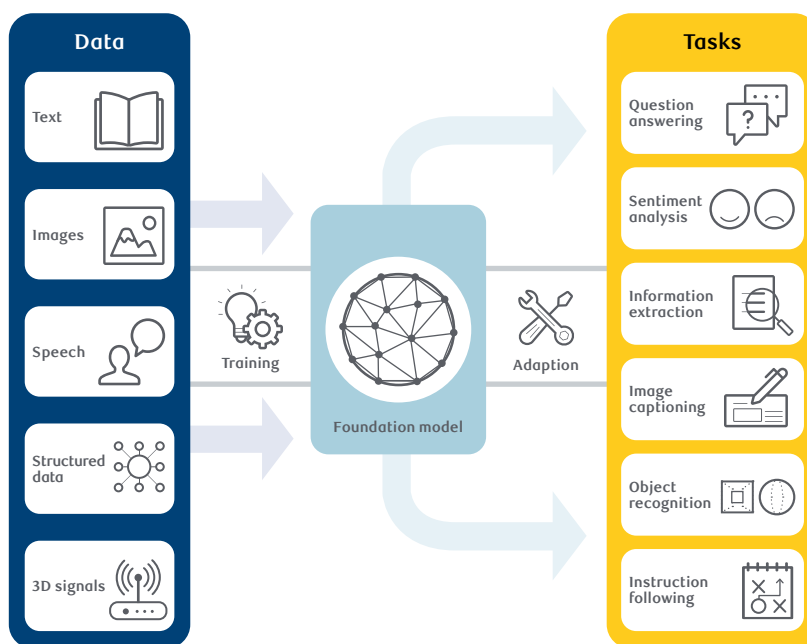 Data
Text
Images
Speech
Structured
data
3D signals
Training
Foundation model
Adaption
Tasks
Question
answering
?
Sentiment
analysis
Information
extraction
Image
captioning
Object
recognition
Instruction
following